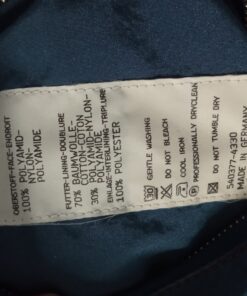 OBERSTOFF-FACE-ENDROIT
100% POLYAMID-
NYLON-
POLYAMIDE
FUTTER-LINING-DOUBLURE
70% BAUMWOLLE-
COTTON-COTON
30% POLYAMID-NYLON-
POLYAMIDE
EINLAGE-INTERLINING-TRIPLURE
100% POLYESTER
30 GENTLE WASHING
DO NOT BLEACH
COOL IRON
P PROFESSIONALLY DRYCLEAN
DO NOT TUMBLE DRY
540377-4330
MADE IN GERMANY